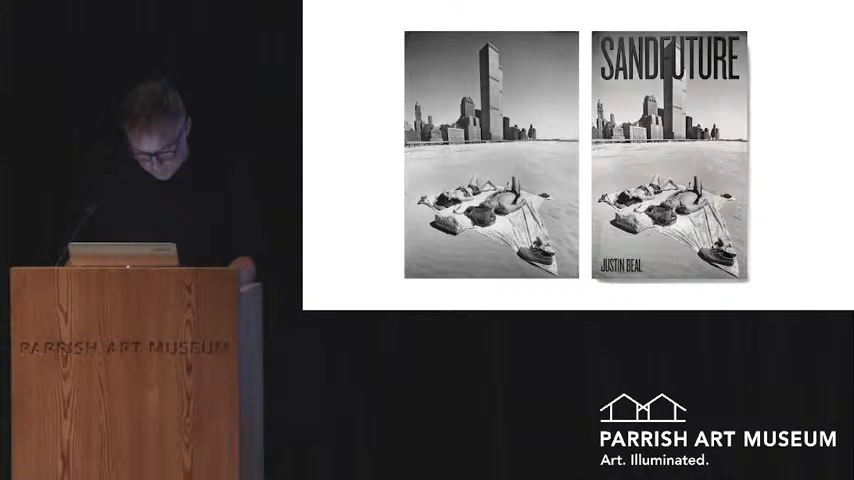 SANDFUTURE
JUSTIN BEAL
PARRISH ART MUSEUM
PARRISH ART MUSEUM
Art. Illuminated.